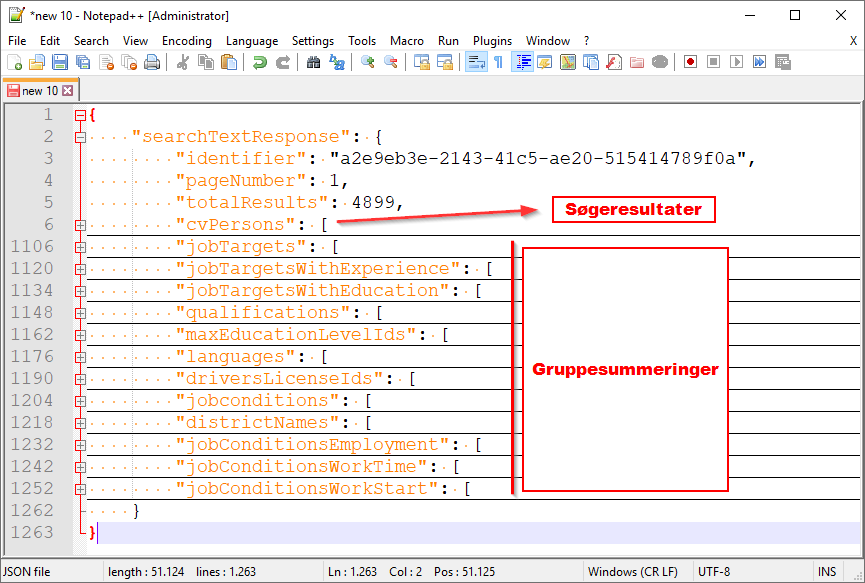 *new 10 - Notepad++ [Administrator]
File Edit Search View Encoding Language Settings Tools Macro Run Plugins Window ? X
new 10
1 {
2 "searchTextResponse": {
3 "identifier": "a2e9eb3e-2143-41c5-ae20-515414789f0a",
4 "pageNumber": 1,
5 "totalResults": 4899,
6 "cvPersons": [
Søgeresultater
1106 "jobTargets": [
1120 "jobTargetsWithExperience": [
1134 "jobTargetsWithEducation": [
1148 "qualifications": [
1162 "maxEducationLevelIds": [
1176 "languages": [
1190 "driversLicenseIds": [
1204 "jobconditions": [
1218 "districtNames": [
1232 "jobConditionsEmployment": [
1242 "jobConditionsWorkTime": [
1252 "jobConditionsWorkStart": [
Gruppesummeringer
1262 }
1263 }
JSON file length : 51.124 lines : 1.263 Ln : 1.263 Col : 2 Pos : 51.125 Windows (CR LF) UTF-8 INS